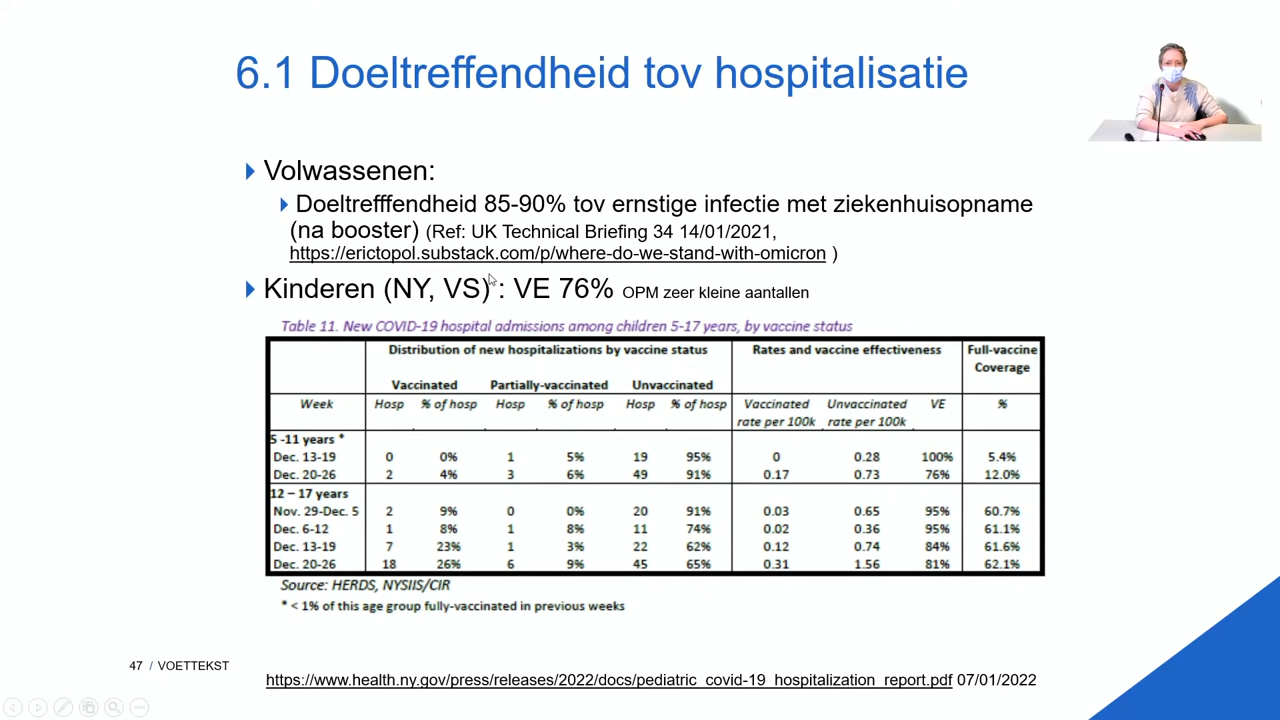 6.1 Doeltreffendheid tov hospitalisatie
Volwassenen:
Doeltrefffendheid 85-90% tov ernstige infectie met ziekenhuisopname
(na booster) (Ref: UK Technical Briefing 34 14/01/2021,
https://erictopol.substack.com/p/where-do-we-stand-with-omicron )
Kinderen (NY, VS) : VE 76% OPM zeer kleine aantallen
Table 11. New COVID-19 hospital admissions among children 5-17 years, by vaccine status
Distribution of new hospitalizations by vaccine status Rates and vaccine effectiveness Full-vaccine
Coverage
Vaccinated Partially-vaccinated Unvaccinated
Week Hosp % of hosp Hosp % of hosp Hosp % of hosp Vaccinated Unvaccinated VE %
rate per 100k rate per 100k
5 -11 years *
Dec. 13-19 0 0% 1 5% 19 95% 0 0.28 100% 5.4%
Dec. 20-26 2 4% 3 6% 49 91% 0.17 0.73 76% 12.0%
12 – 17 years
Nov. 29-Dec. 5 2 9% 0 0% 20 91% 0.03 0.65 95% 60.7%
Dec. 6-12 1 8% 1 8% 11 74% 0.02 0.36 95% 61.1%
Dec. 13-19 7 23% 1 3% 22 62% 0.12 0.74 84% 61.6%
Dec. 20-26 18 26% 6 9% 45 65% 0.31 1.56 81% 62.1%
Source: HERDS, NYSIIS/CIR
* < 1% of this age group fully-vaccinated in previous weeks
47 / VOETTEKST
https://www.health.ny.gov/press/releases/2022/docs/pediatric_covid-19_hospitalization_report.pdf 07/01/2022